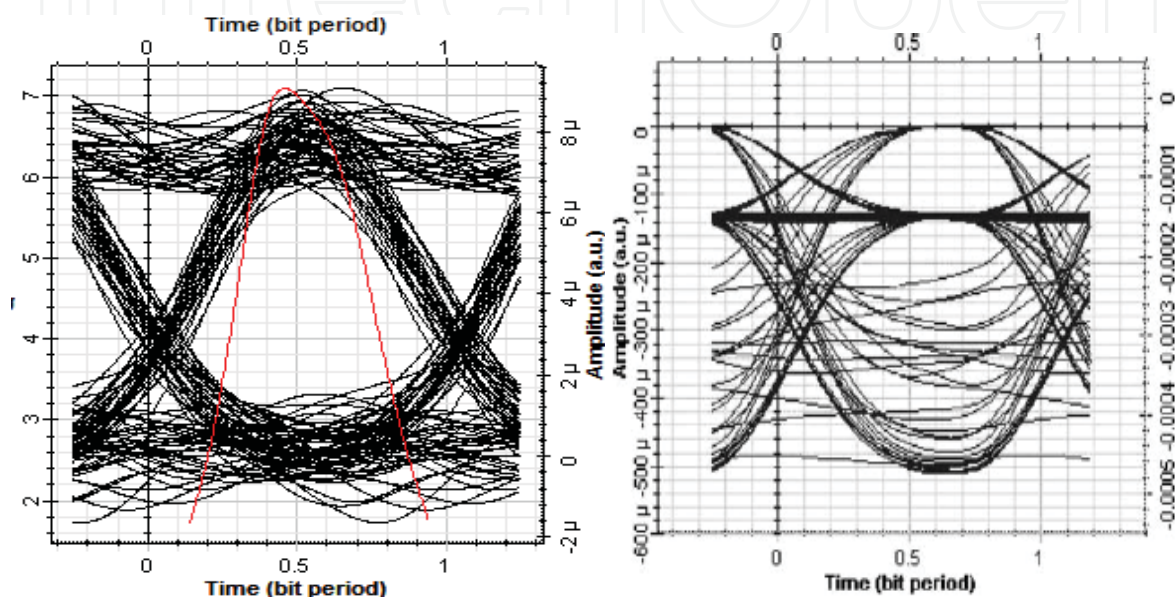 Time (bit period)
0 0.5 1
7
6
5
4
3
2
8 µ
6 µ
4 µ
2 µ
0
-2 µ
Amplitude (a.u.)
0 0.5 1
Time (bit period)
0 0.5 1
Amplitude (a.u.)
0
-100 µ
-200 µ
-300 µ
-400 µ
-500 µ
-600 µ
0
-0.0001
-0.0002
-0.0003
-0.0004
-0.0005
0 0.5 1
Time (bit period)